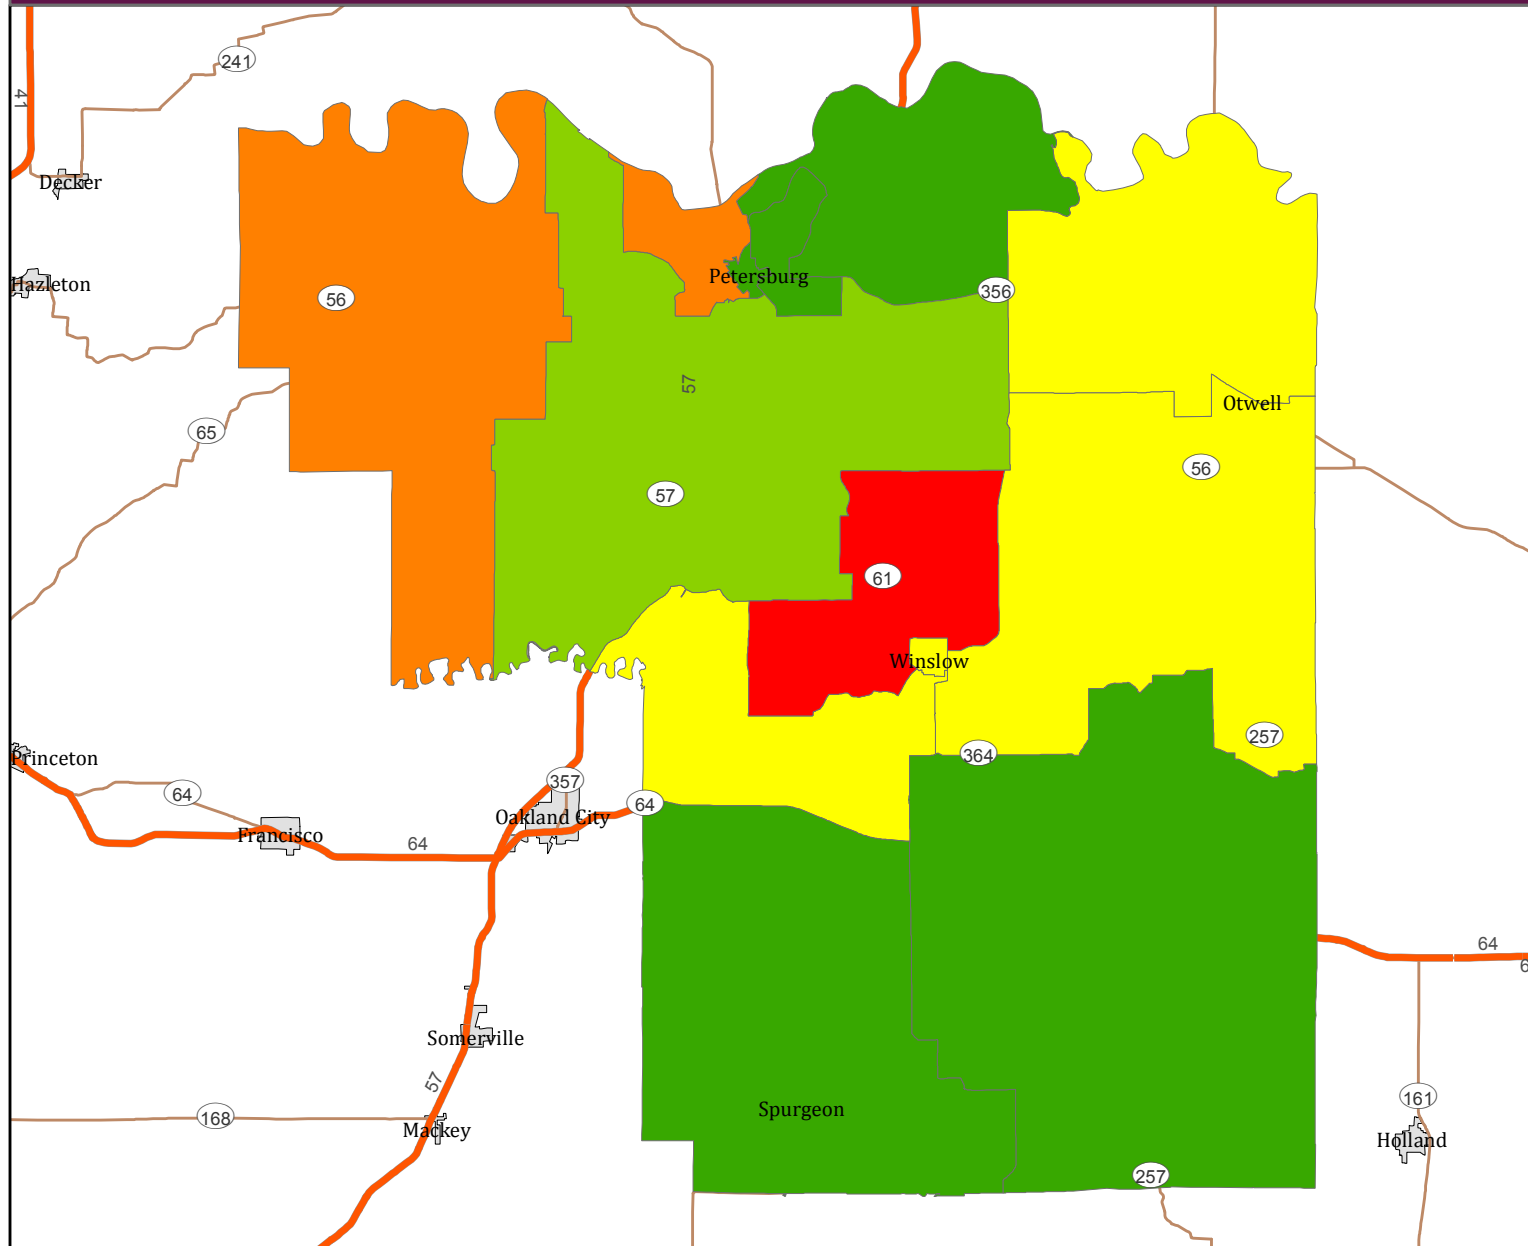 241
41
Decker
Petersburg
Hazleton
356
56
57
Otwell
65
56
57
61
Winslow
257
364
Princeton
357
64
64
Oakland City
Francisco
64
64
6
Somerville
57
161
Spurgeon
168
Mackey
Holland
257